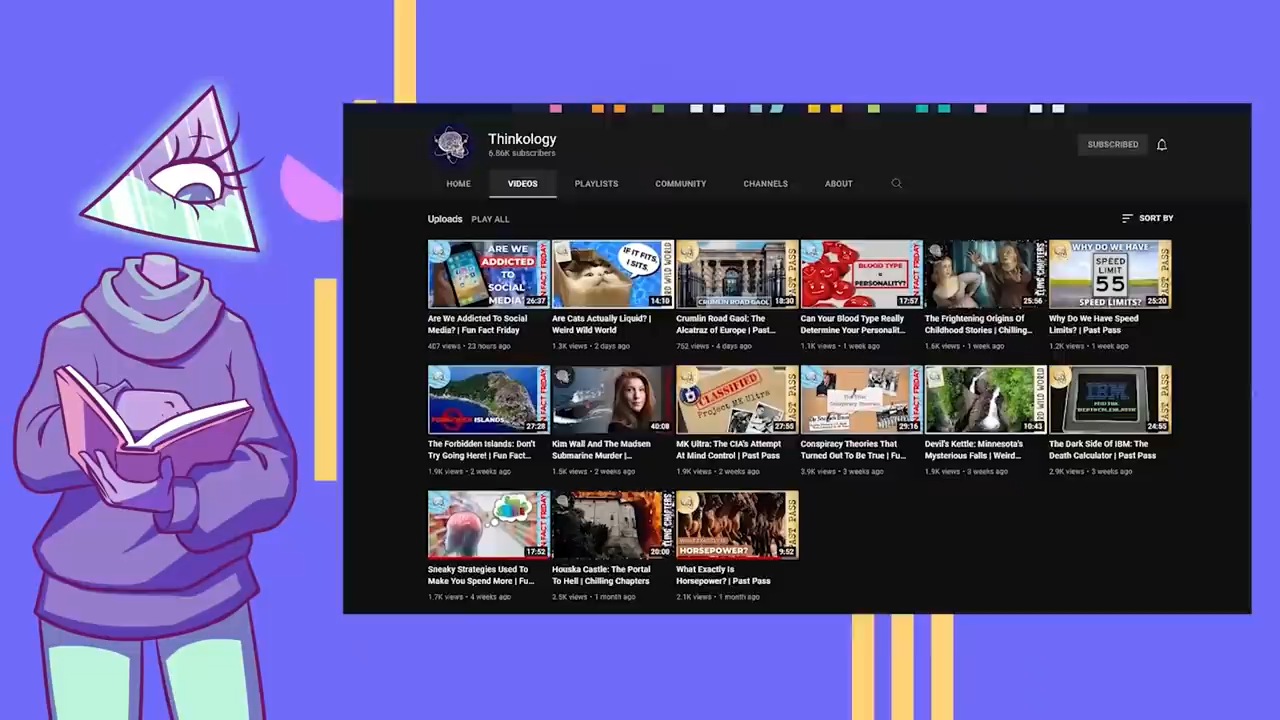 Thinkology
6.86K subscribers
SUBSCRIBED
HOME VIDEOS PLAYLISTS COMMUNITY CHANNELS ABOUT
Uploads PLAY ALL
SORT BY
ARE WE
ADDICTED
TO
SOCIAL
MEDIA
26:37
IF IT FITS,
I SITS.
14:10
CRUMLIN ROAD GAOL
18:30
BLOOD TYPE
=
PERSONALITY?
17:57
25:56
WHY DO WE HAVE
SPEED
LIMIT
55
SPEED LIMITS?
25:20
Are We Addicted To Social
Media? | Fun Fact Friday
407 views • 23 hours ago
Are Cats Actually Liquid? |
Weird Wild World
1.3K views • 2 days ago
Crumlin Road Gaol: The
Alcatraz of Europe | Past...
752 views • 4 days ago
Can Your Blood Type Really
Determine Your Personalit...
1.1K views • 1 week ago
The Frightening Origins Of
Childhood Stories | Chilling...
1.6K views • 1 week ago
Why Do We Have Speed
Limits? | Past Pass
1.2K views • 1 week ago
FORBIDDEN ISLANDS
27:28
40:08
CLASSIFIED
Project MK Ultra
27:55
29:16
10:43
IBM
AND THE
DEATH CALCULATOR
24:55
The Forbidden Islands: Don't
Try Going Here! | Fun Fact...
1.9K views • 2 weeks ago
Kim Wall And The Madsen
Submarine Murder |...
1.5K views • 2 weeks ago
MK Ultra: The CIA's Attempt
At Mind Control | Past Pass
1.9K views • 2 weeks ago
Conspiracy Theories That
Turned Out To Be True | Fu...
3.9K views • 3 weeks ago
Devil's Kettle: Minnesota's
Mysterious Falls | Weird...
1.9K views • 3 weeks ago
The Dark Side Of IBM: The
Death Calculator | Past Pass
2.9K views • 3 weeks ago
17:52
20:00
WHAT EXACTLY IS
HORSEPOWER?
9:52
Sneaky Strategies Used To
Make You Spend More | Fu...
1.7K views • 4 weeks ago
Houska Castle: The Portal
To Hell | Chilling Chapters
3.5K views • 1 month ago
What Exactly Is
Horsepower? | Past Pass
2.1K views • 1 month ago